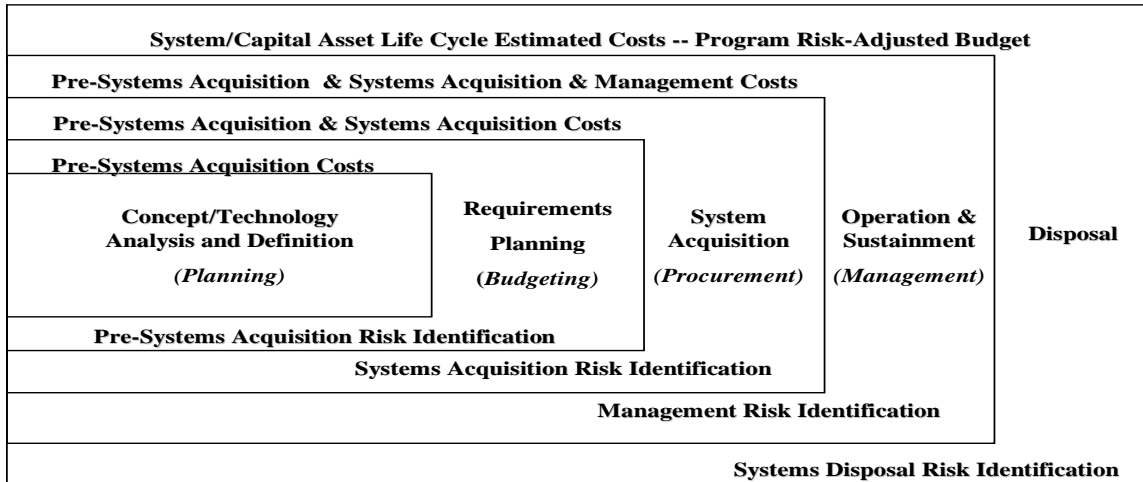 System/Capital Asset Life Cycle Estimated Costs -- Program Risk-Adjusted Budget
Pre-Systems Acquisition & Systems Acquisition & Management Costs
Pre-Systems Acquisition & Systems Acquisition Costs
Pre-Systems Acquisition Costs
Concept/Technology
Analysis and Definition
(Planning)
Requirements
Planning
(Budgeting)
System
Acquisition
(Procurement)
Operation &
Sustainment
(Management)
Disposal
Pre-Systems Acquisition Risk Identification
Systems Acquisition Risk Identification
Management Risk Identification
Systems Disposal Risk Identification